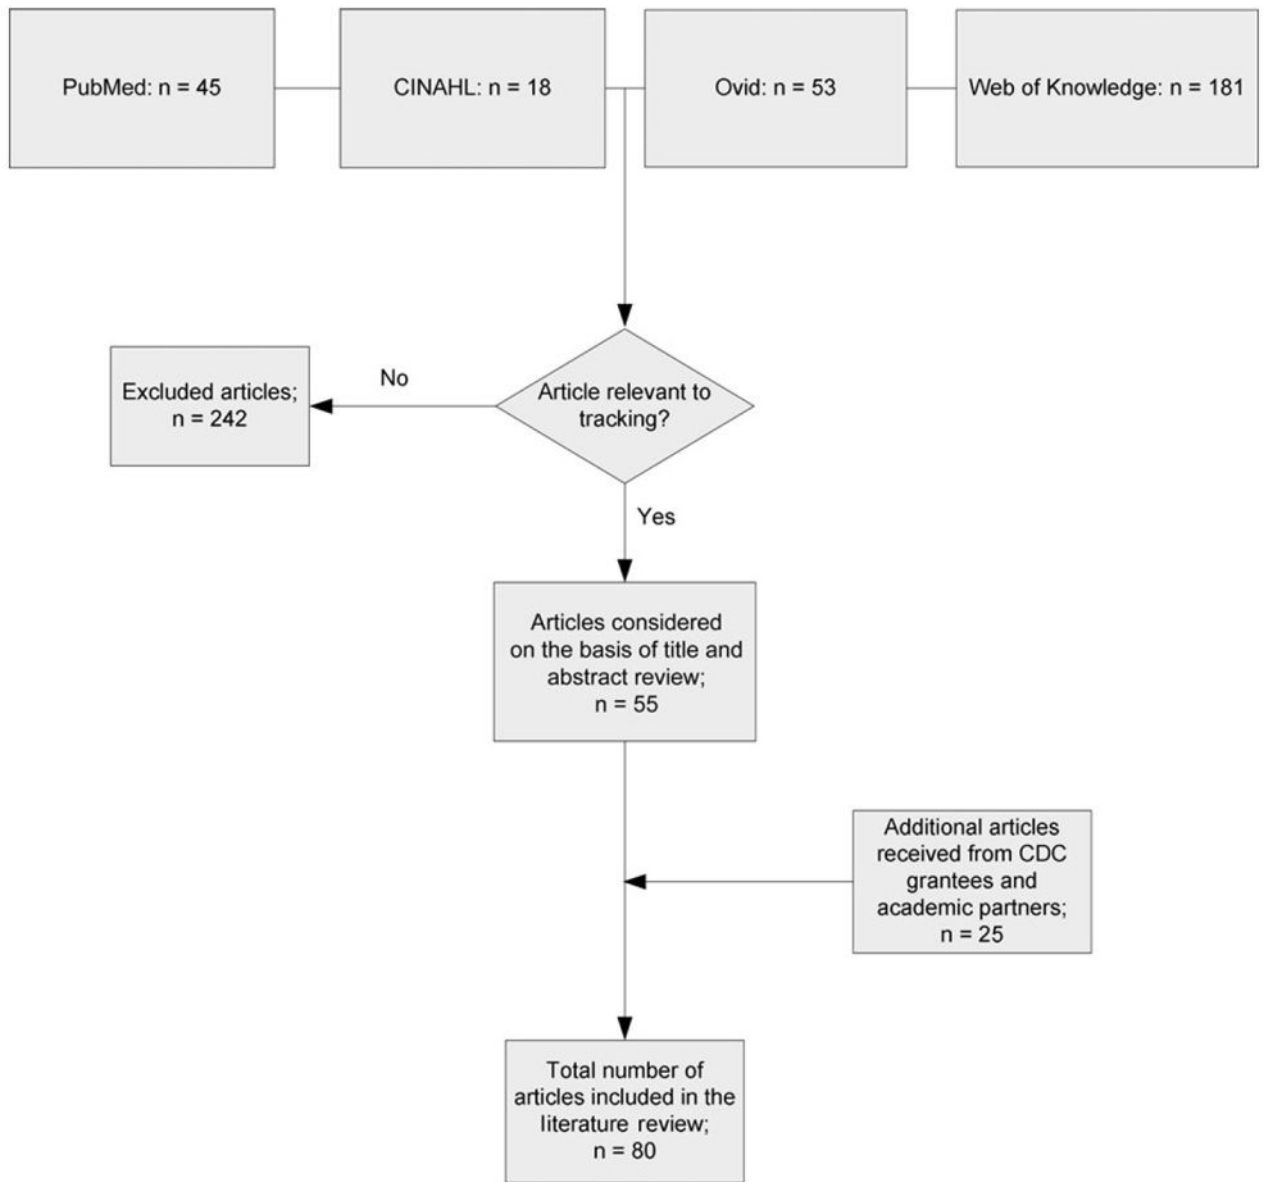 PubMed: n = 45
CINAHL: n = 18
Ovid: n = 53
Web of Knowledge: n = 181
Article relevant to
tracking?
No
Excluded articles;
n = 242
Yes
Articles considered
on the basis of title and
abstract review;
n = 55
Additional articles
received from CDC
grantees and
academic partners;
n = 25
Total number of
articles included in the
literature review;
n = 80